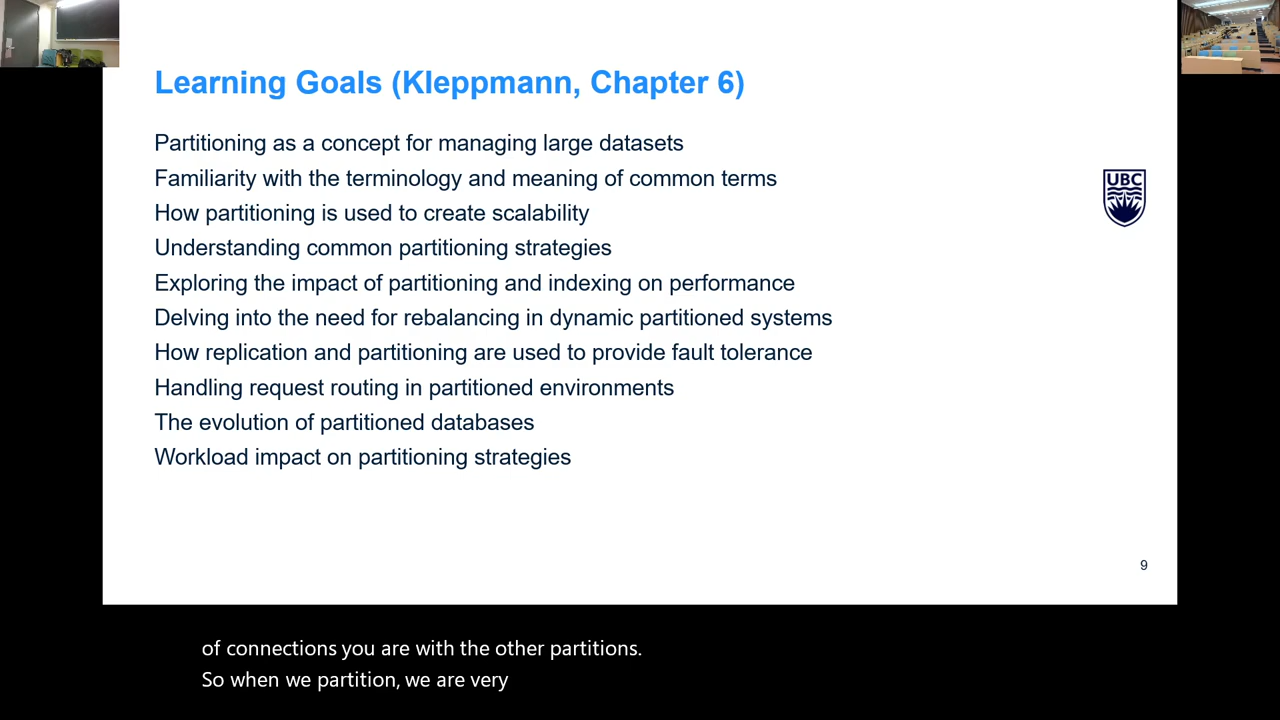 Learning Goals (Kleppmann, Chapter 6)
Partitioning as a concept for managing large datasets
Familiarity with the terminology and meaning of common terms
How partitioning is used to create scalability
UBC
Understanding common partitioning strategies
Exploring the impact of partitioning and indexing on performance
Delving into the need for rebalancing in dynamic partitioned systems
How replication and partitioning are used to provide fault tolerance
Handling request routing in partitioned environments
The evolution of partitioned databases
Workload impact on partitioning strategies
9
of connections you are with the other partitions.
So when we partition, we are very